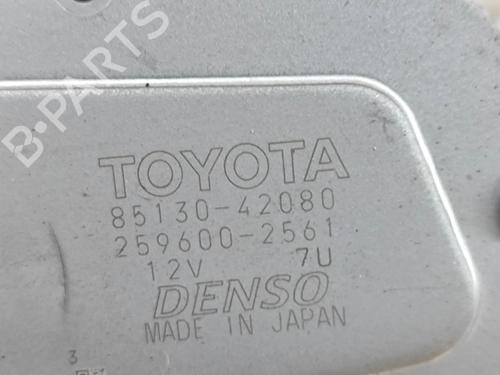 B-PARTS
TOYOTA
85130-42080
259600-2561
12V 7U
DENSO
MADE IN JAPAN
3